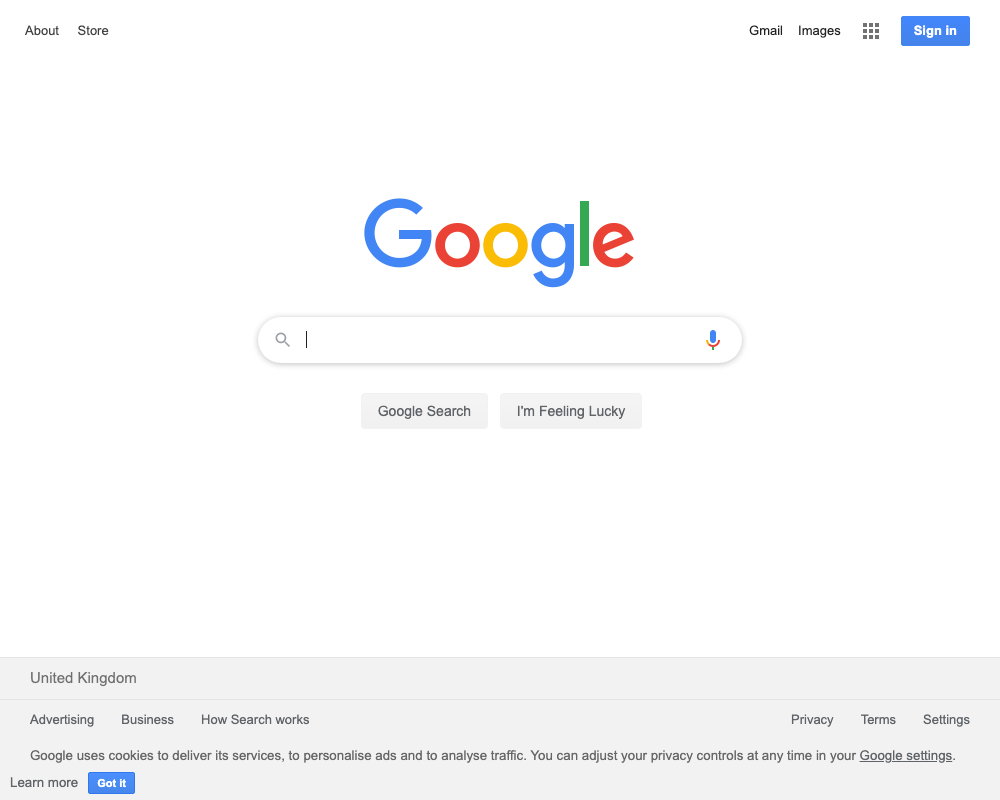 About Store Gmail Images Sign in
Google
Google Search I'm Feeling Lucky
United Kingdom
Advertising Business How Search works Privacy Terms Settings
Google uses cookies to deliver its services, to personalise ads and to analyse traffic. You can adjust your privacy controls at any time in your Google settings.
Learn more Got it